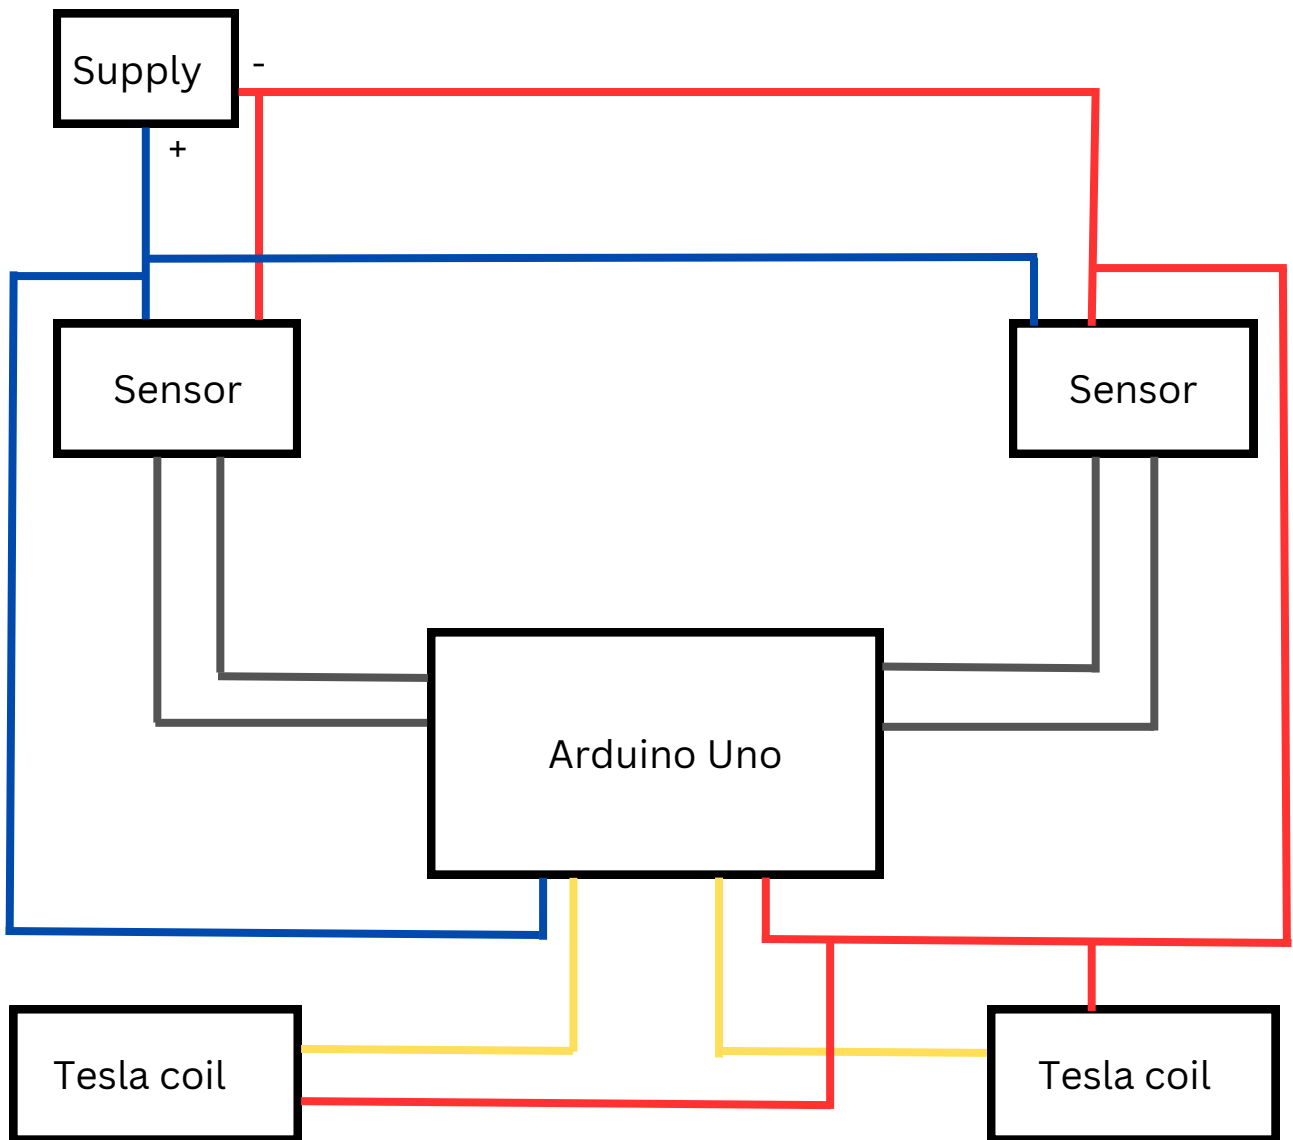 Supply
-
+
Sensor
Sensor
Arduino Uno
Tesla coil
Tesla coil